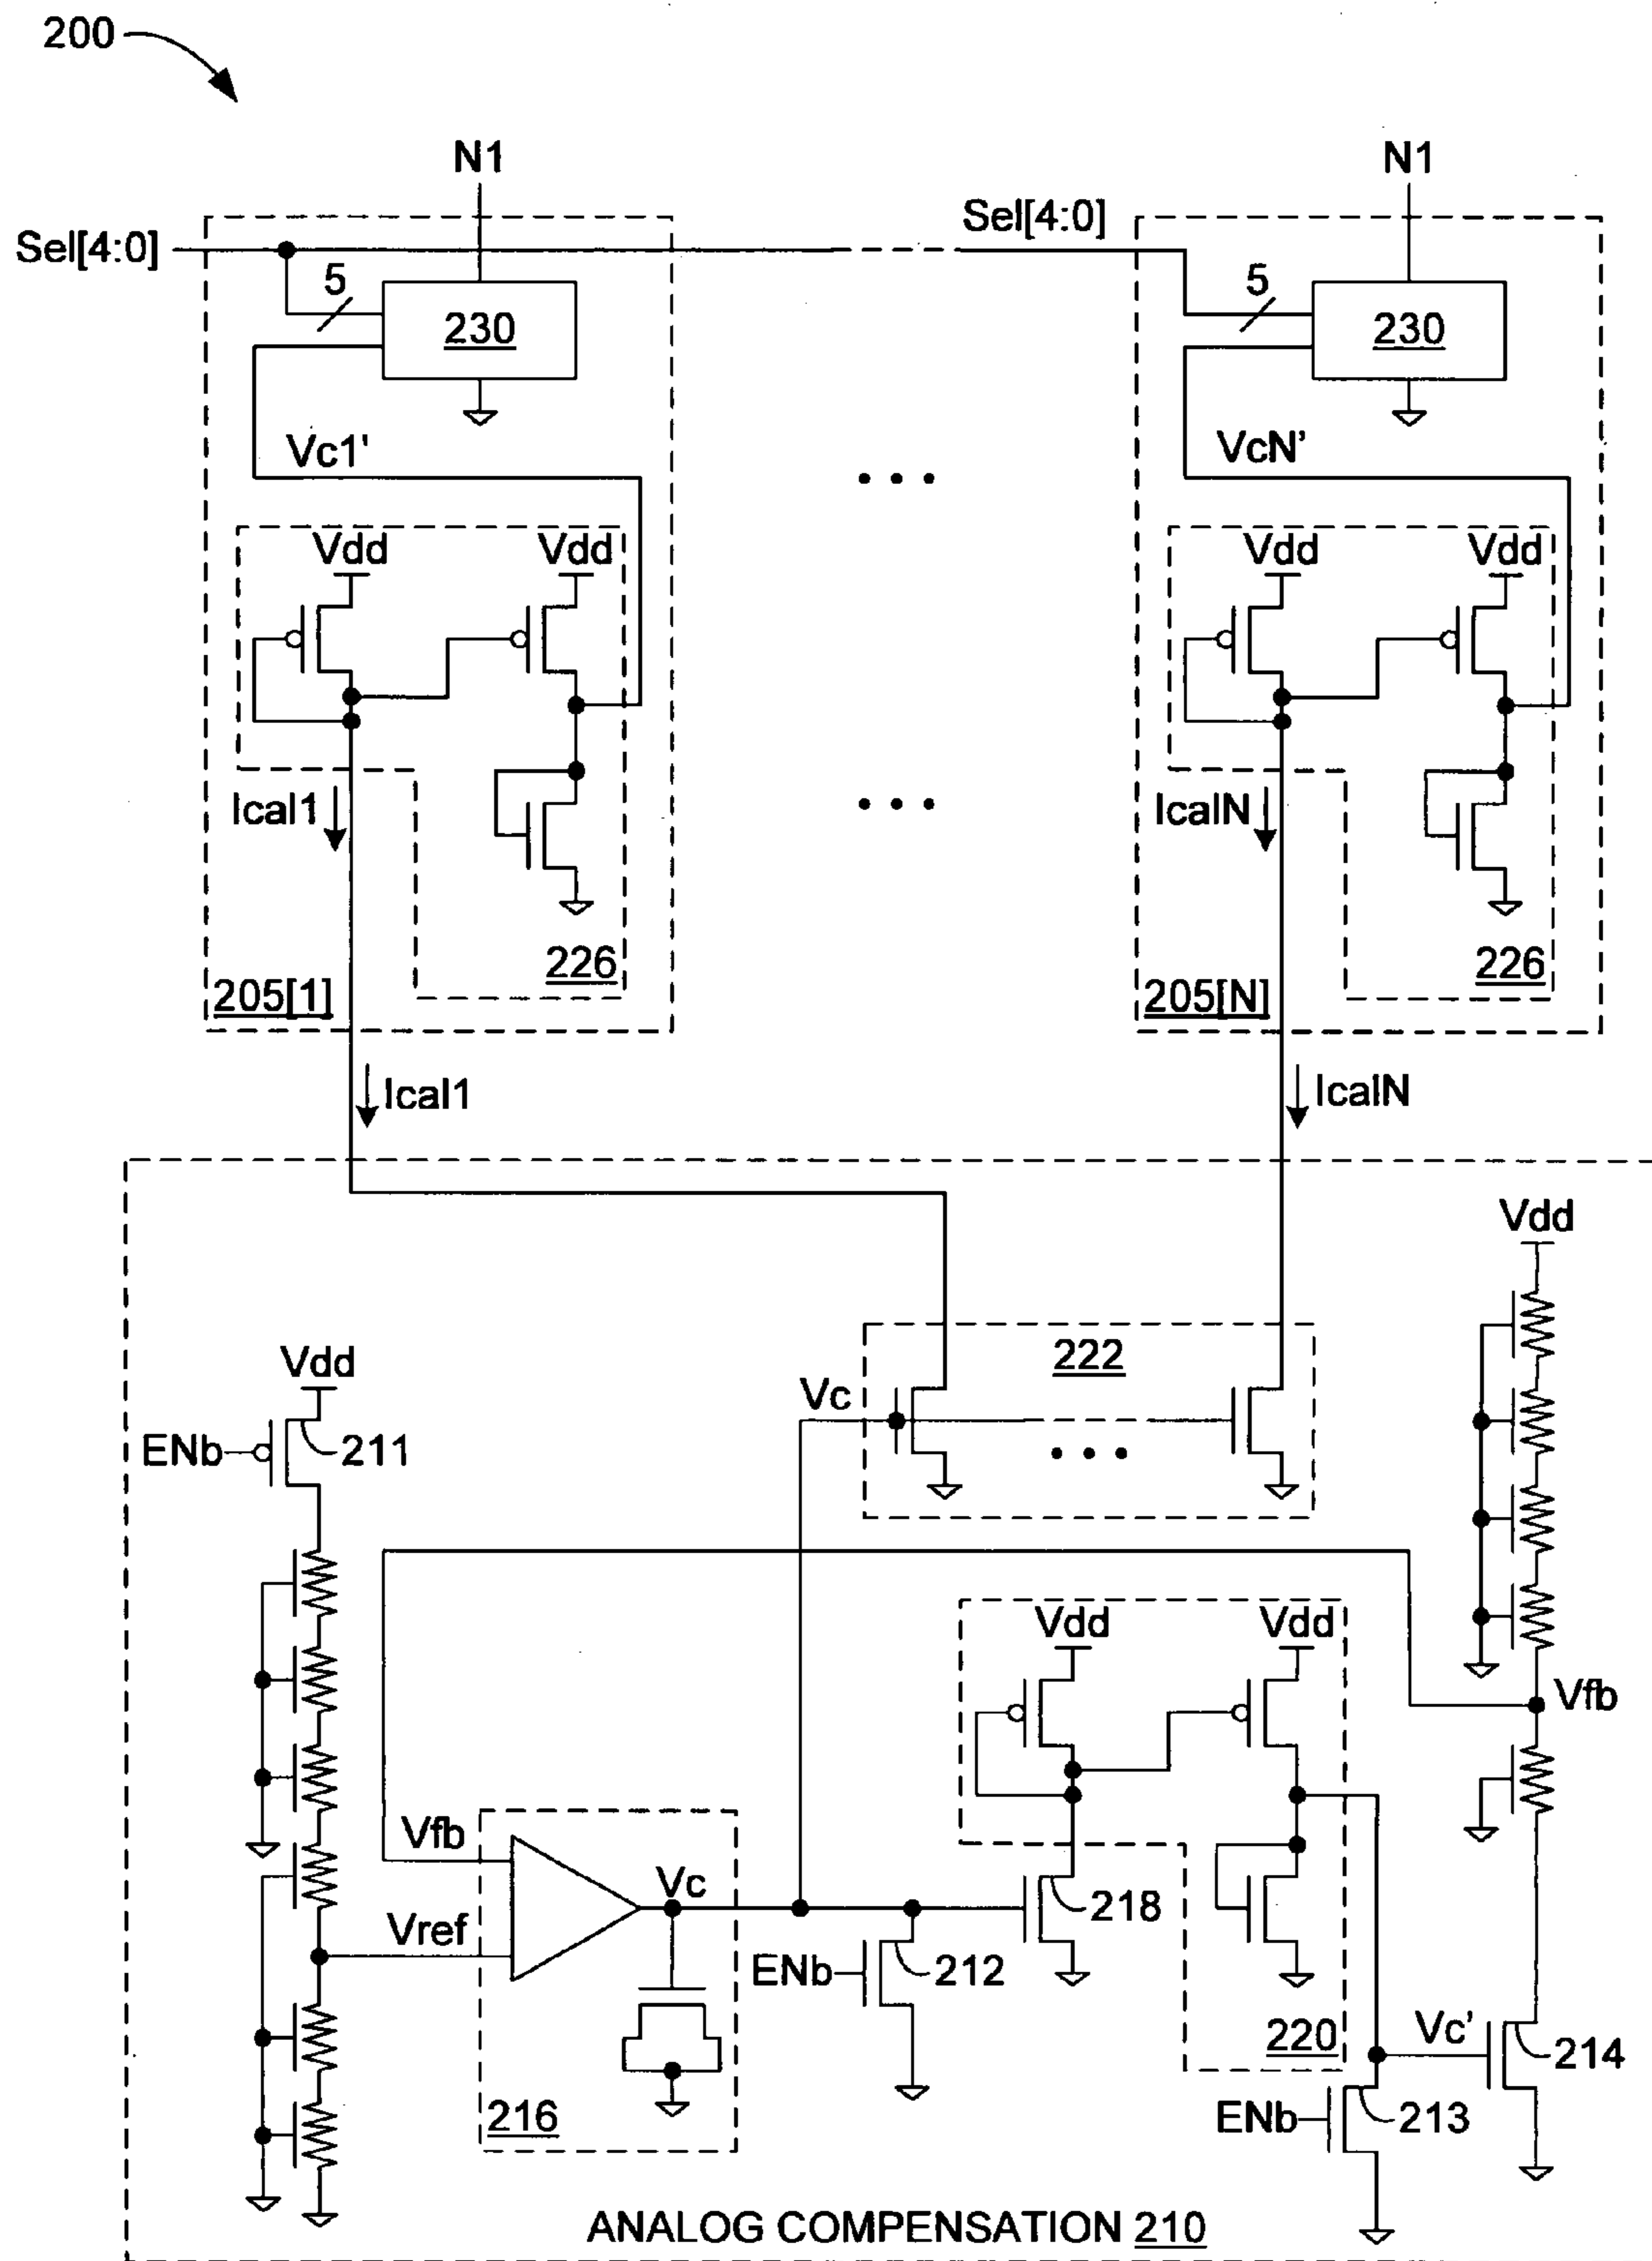 200
N1
N1
Sel[4:0]
Sel[4:0]
5
5
230
230
Vc1'
VcN’
Vdd
Vdd
Vdd
Vdd
Ical1
IcalN
226
226
205[1]
205[N]
Ical1
IcalN
Vdd
Vdd
222
Vc
ENb
211
Vdd
Vdd
Vfb
Vfb
Vc
218
Vref
ENb
212
220
Vc’
214
216
ENb
213
ANALOG COMPENSATION 210